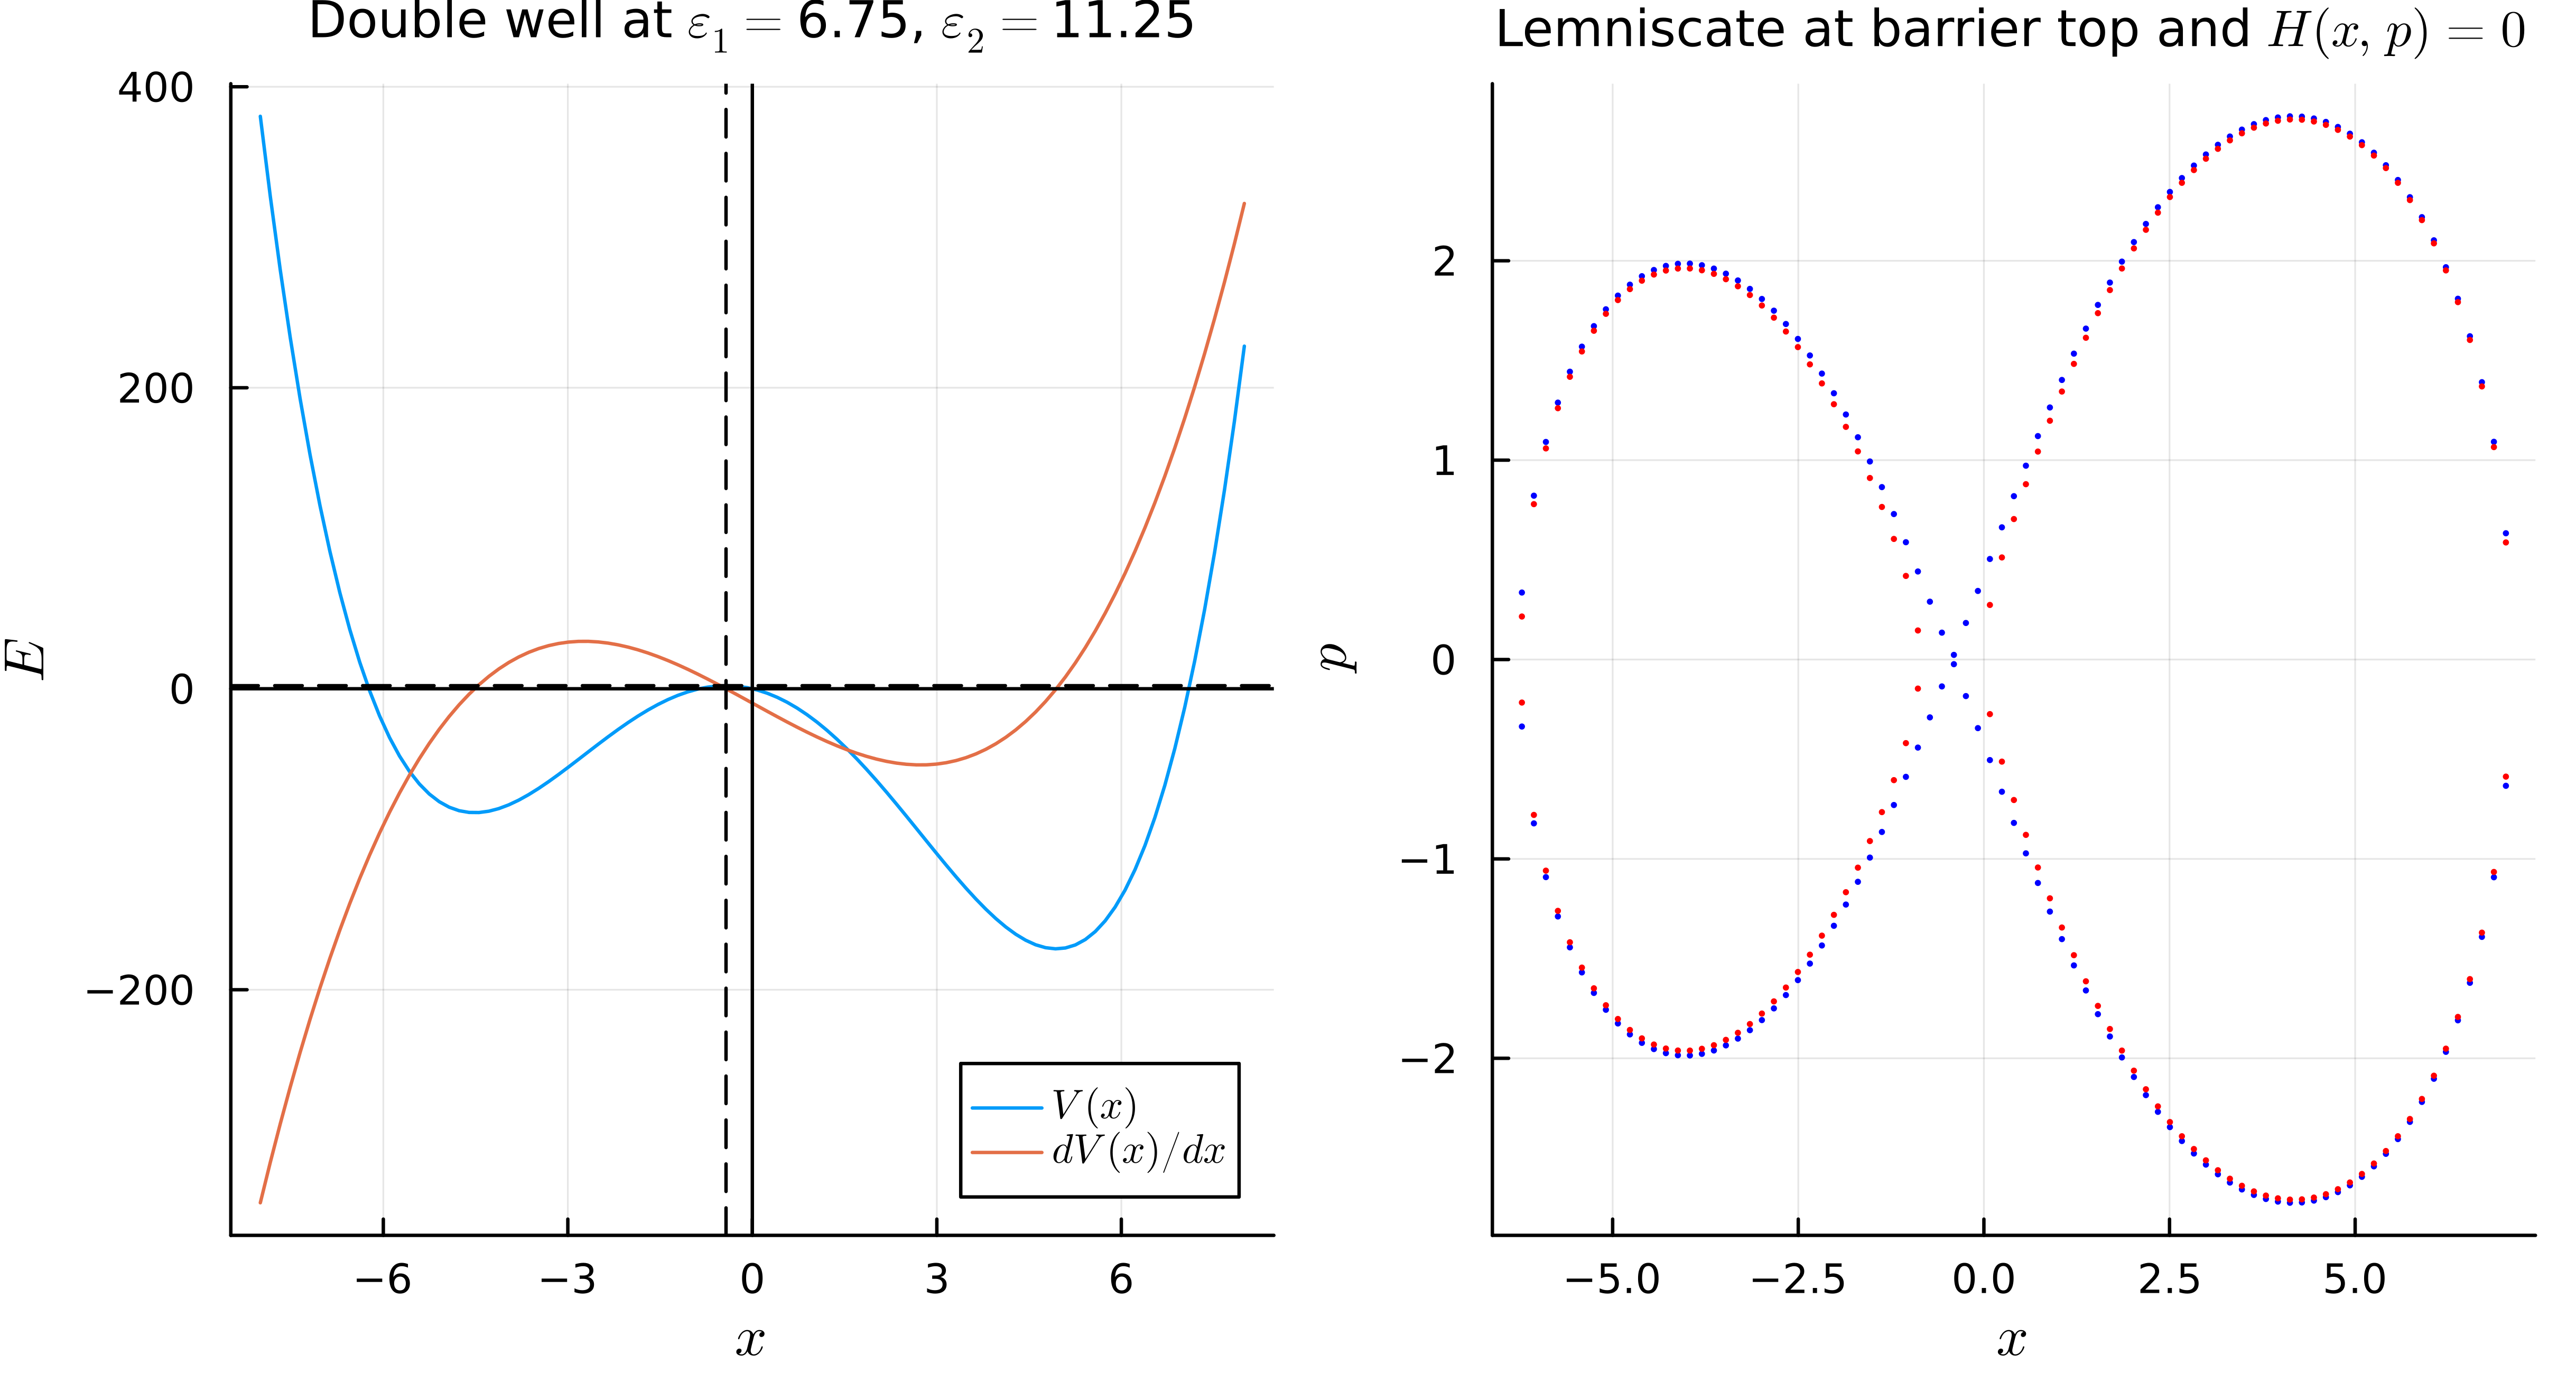 Double well at ε₁ = 6.75, ε₂ = 11.25
400
200
0
−200
E
−6
−3
0
3
6
x
V(x)
dV(x)/dx
Lemniscate at barrier top and H(x, p) = 0
2
1
0
−1
−2
p
−5.0
−2.5
0.0
2.5
5.0
x